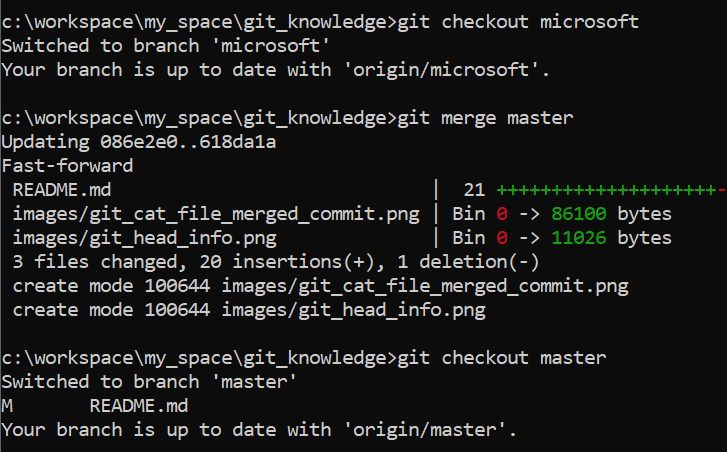 c:\workspace\my_space\git_knowledge>git checkout microsoft
Switched to branch 'microsoft'
Your branch is up to date with 'origin/microsoft'.
c:\workspace\my_space\git_knowledge>git merge master
Updating 086e2e0..618da1a
Fast-forward
 README.md                           |  21 ++++++++++++++++++++-
 images/git_cat_file_merged_commit.png | Bin 0 -> 86100 bytes
 images/git_head_info.png              | Bin 0 -> 11026 bytes
 3 files changed, 20 insertions(+), 1 deletion(-)
 create mode 100644 images/git_cat_file_merged_commit.png
 create mode 100644 images/git_head_info.png
c:\workspace\my_space\git_knowledge>git checkout master
Switched to branch 'master'
M       README.md
Your branch is up to date with 'origin/master'.